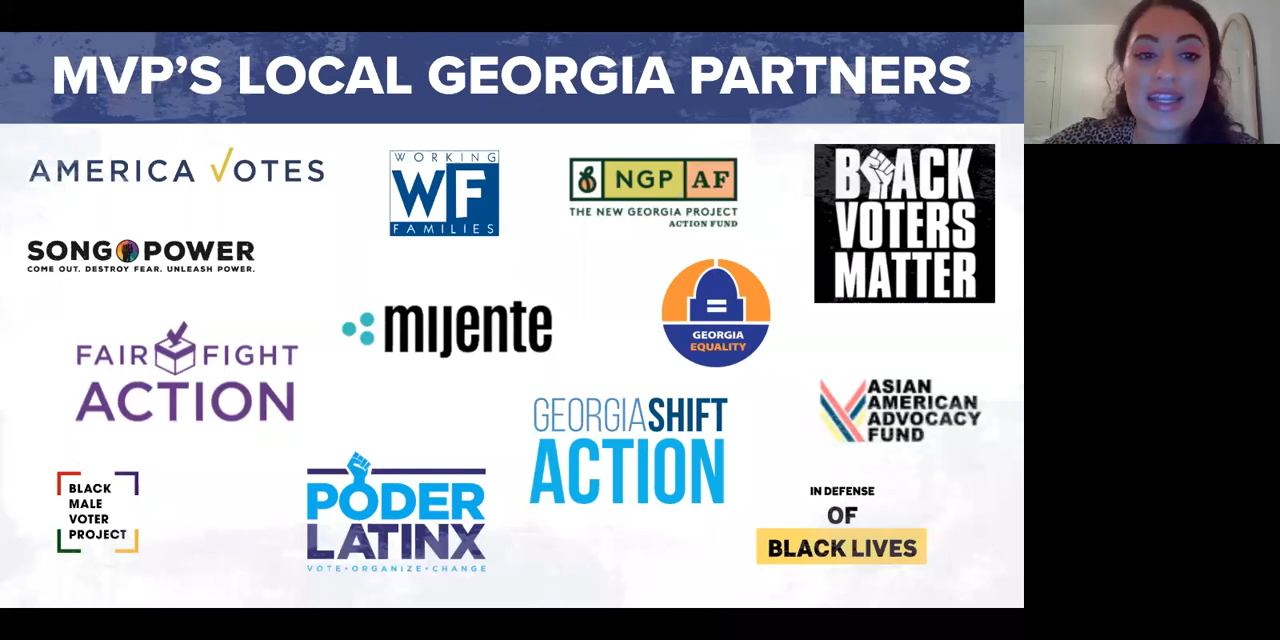 MVP'S LOCAL GEORGIA PARTNERS
AMERICA VOTES
WORKING
WF
FAMILIES
NGP AF
THE NEW GEORGIA PROJECT
ACTION FUND
BLACK
VOTERS
MATTER
SONG POWER
COME OUT. DESTROY FEAR. UNLEASH POWER.
mijente
GEORGIA
EQUALITY
FAIR FIGHT
ACTION
GEORGIASHIFT
ACTION
ASIAN
AMERICAN
ADVOCACY
FUND
BLACK
MALE
VOTER
PROJECT
PODER
LATINX
VOTE • ORGANIZE • CHANGE
IN DEFENSE
OF
BLACK LIVES